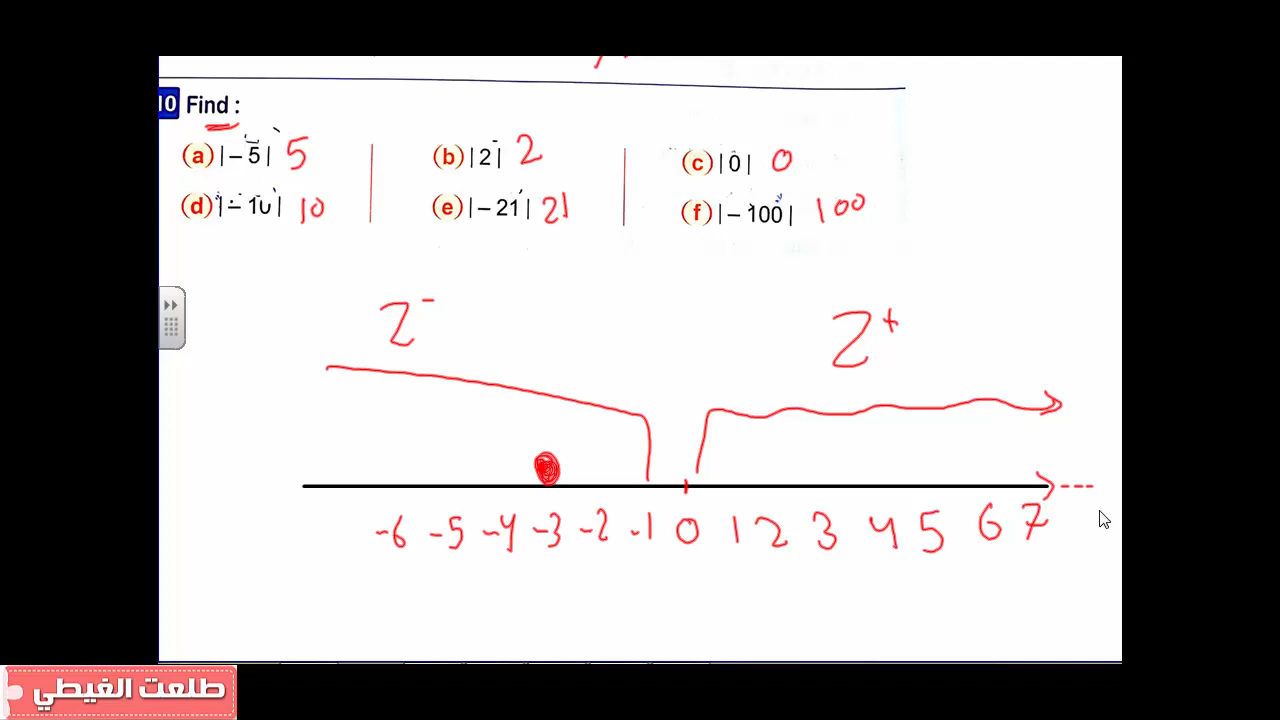 10 Find :
(a) |– 5| 5 (b) |2| 2 (c) |0| 0
(d) |– 10| 10 (e) |– 21| 21 (f) |– 100| 100
Z⁻ Z⁺
-6 -5 -4 -3 -2 -1 0 1 2 3 4 5 6 7
طلعت الغيطي